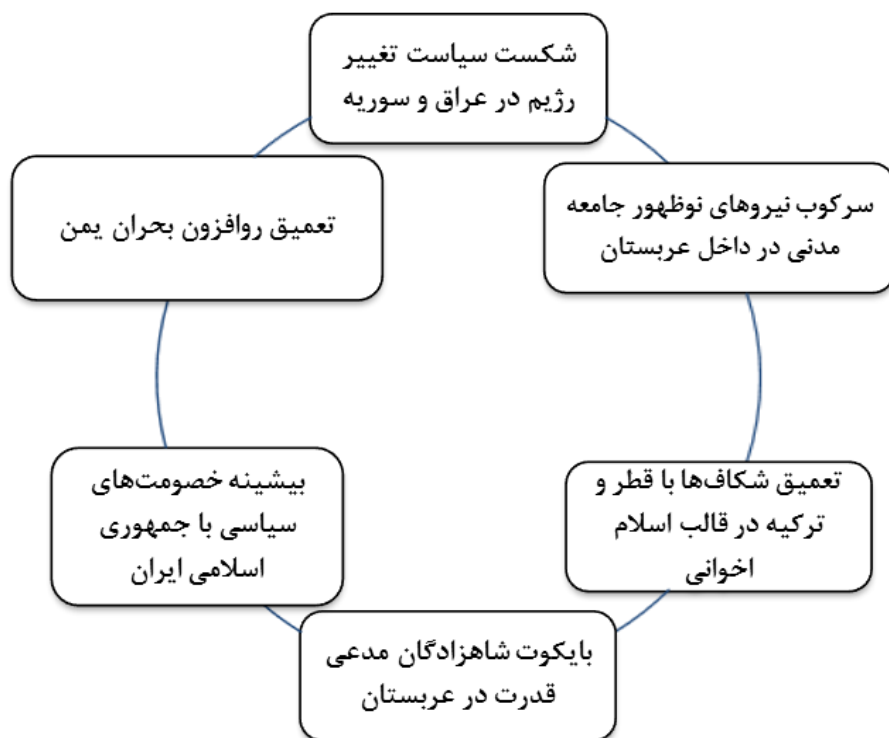 شکست سیاست تغییر
رژیم در عراق و سوریه
سرکوب نیروهای نوظهور جامعه
مدنی در داخل عربستان
تعمیق شکاف‌ها با قطر و
ترکیه در قالب اسلام
اخوانی
بایکوت شاهزادگان مدعی
قدرت در عربستان
بیشینه خصومت‌های
سیاسی با جمهوری
اسلامی ایران
تعمیق روافزون بحران یمن